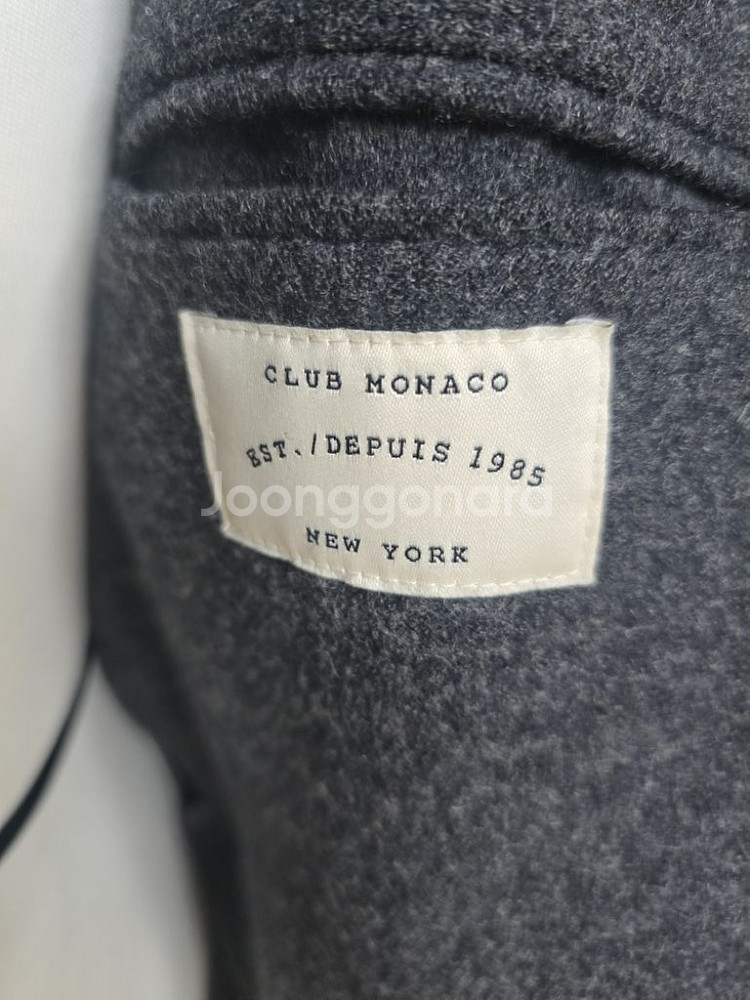 CLUB MONACO
EST./DEPUIS 1985
Joonggonara
NEW YORK